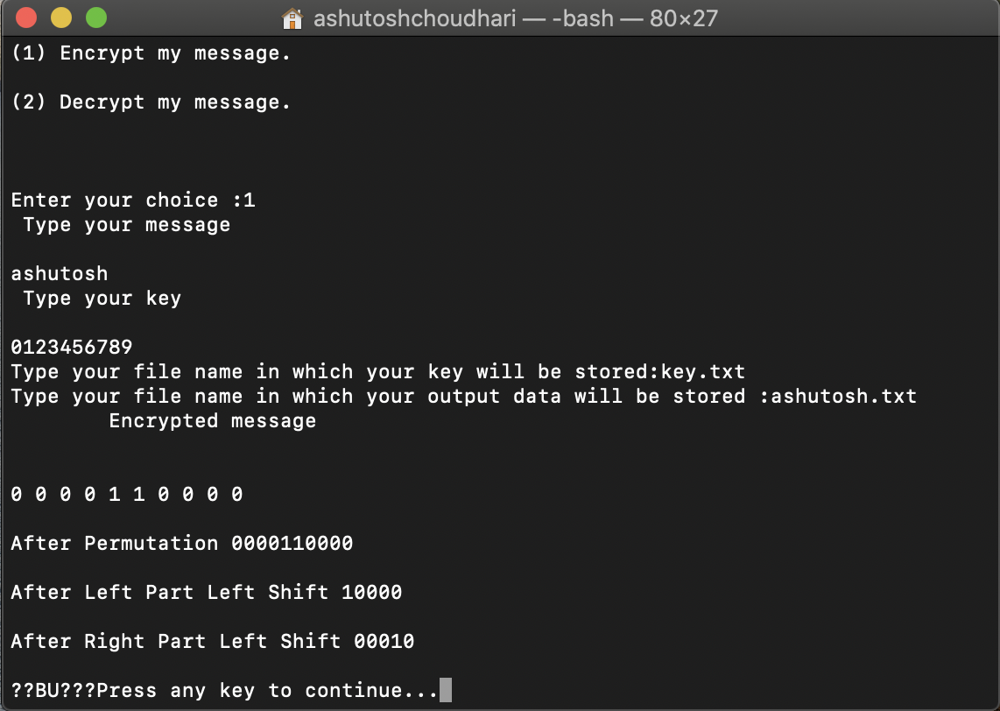 ashutoshchoudhari — -bash — 80×27
(1) Encrypt my message.
(2) Decrypt my message.
Enter your choice :1
Type your message
ashutosh
Type your key
0123456789
Type your file name in which your key will be stored:key.txt
Type your file name in which your output data will be stored :ashutosh.txt
Encrypted message
0 0 0 0 1 1 0 0 0 0
After Permutation 0000110000
After Left Part Left Shift 10000
After Right Part Left Shift 00010
??BU???Press any key to continue...